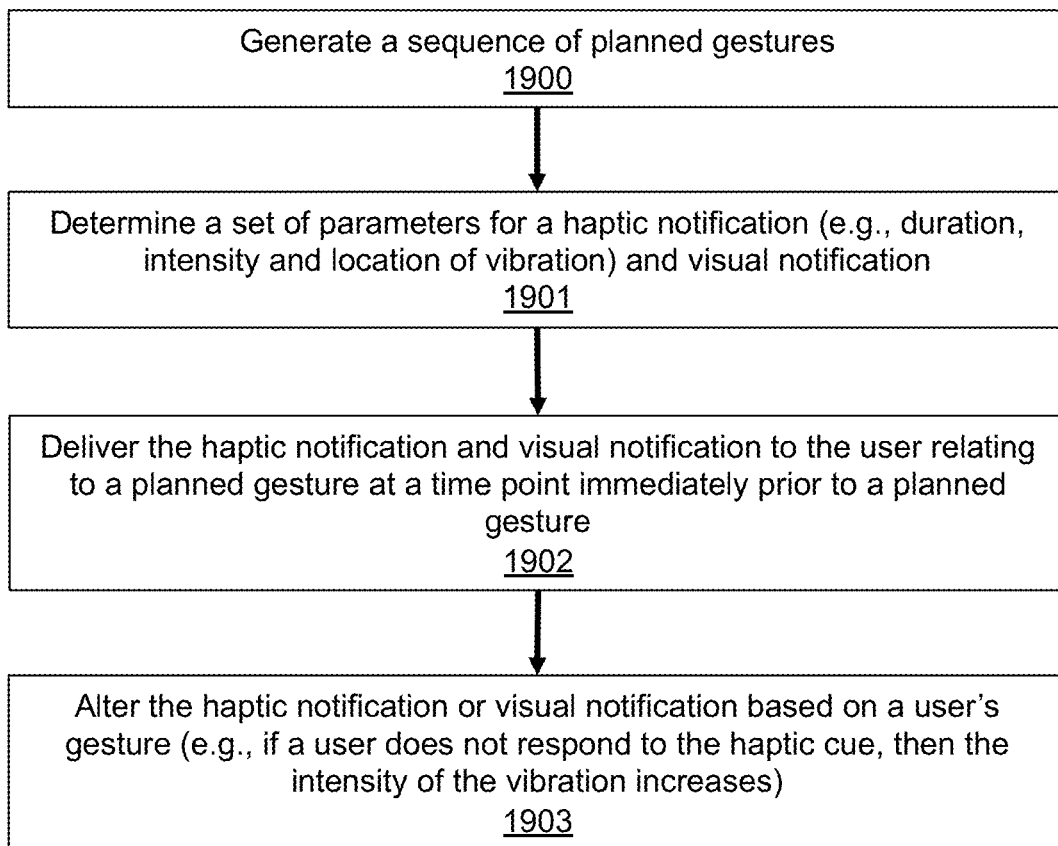 Generate a sequence of planned gestures
1900
Determine a set of parameters for a haptic notification (e.g., duration,
intensity and location of vibration) and visual notification
1901
Deliver the haptic notification and visual notification to the user relating
to a planned gesture at a time point immediately prior to a planned
gesture
1902
Alter the haptic notification or visual notification based on a user’s
gesture (e.g., if a user does not respond to the haptic cue, then the
intensity of the vibration increases)
1903